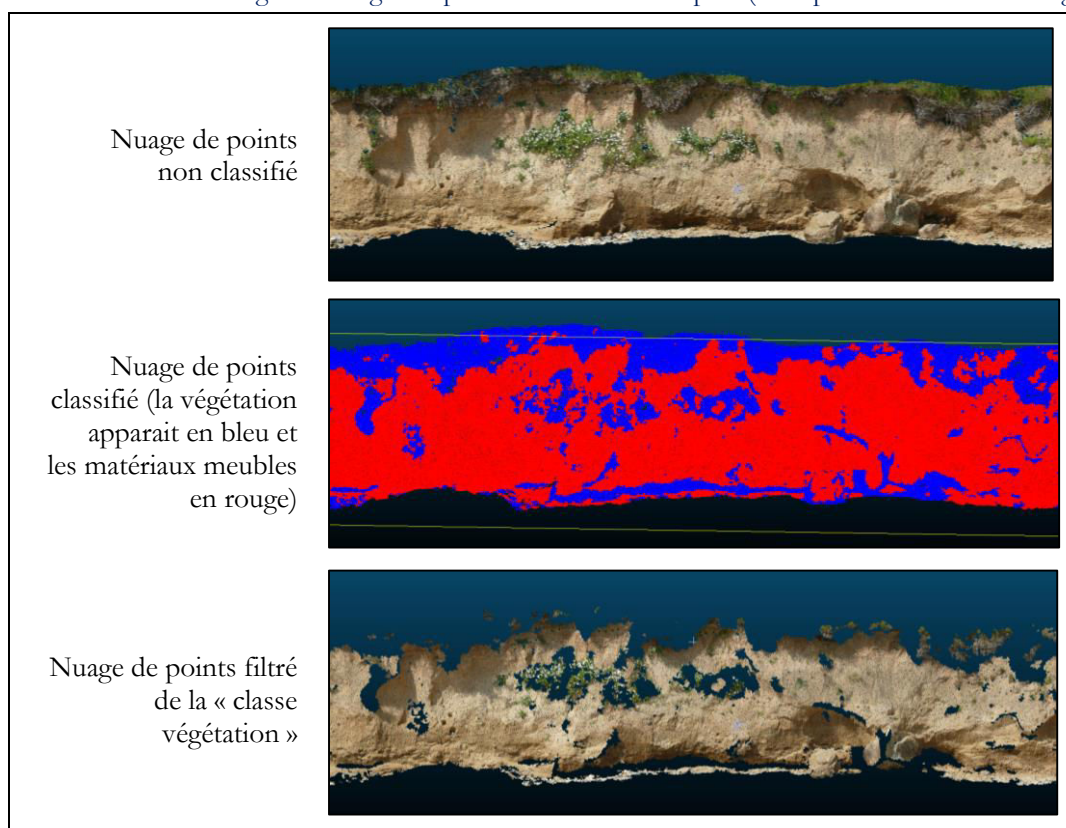 Nuage de points
non classifié
Nuage de points
classifié (la végétation
apparait en bleu et
les matériaux meubles
en rouge)
Nuage de points filtré
de la « classe
végétation »